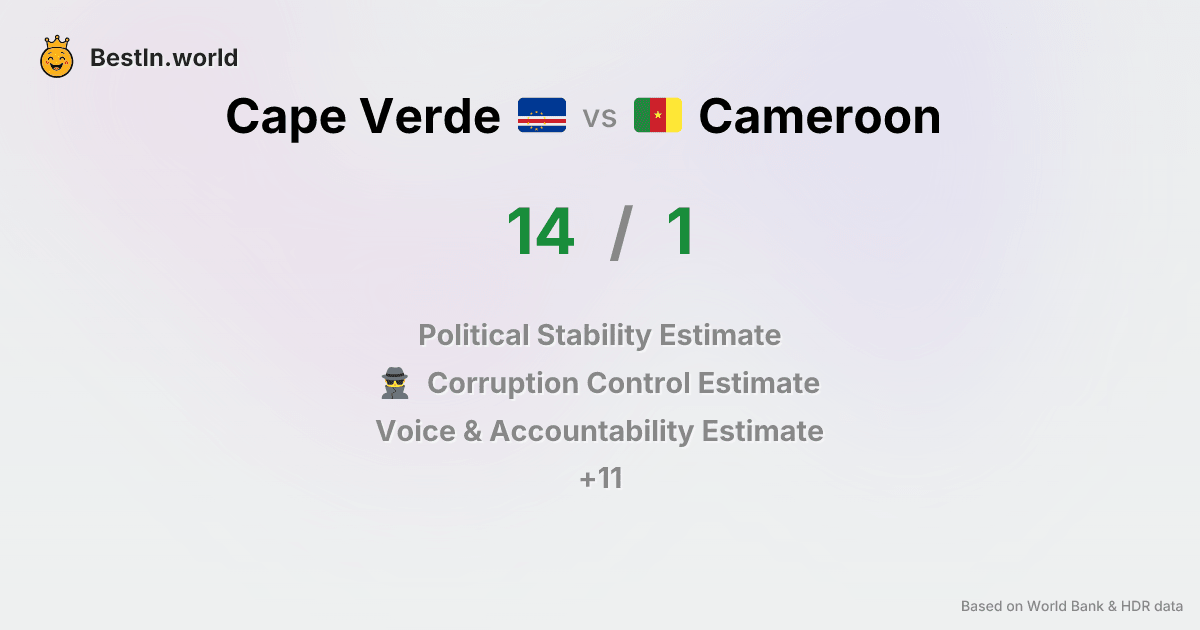 BestIn.world
Cape Verde vs Cameroon
14 / 1
Political Stability Estimate
Corruption Control Estimate
Voice & Accountability Estimate
+11
Based on World Bank & HDR data